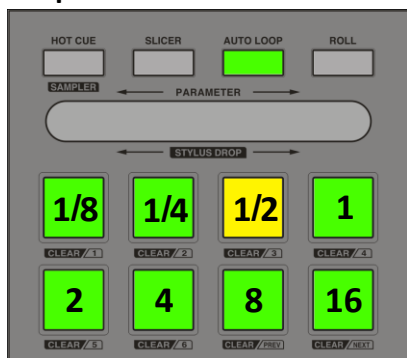 HOT CUE SLICER AUTO LOOP ROLL
SAMPLER PARAMETER
STYLUS DROP
1/8 1/4 1/2 1
CLEAR/1 CLEAR/2 CLEAR/3 CLEAR/4
2 4 8 16
CLEAR/5 CLEAR/6 CLEAR/PREV CLEAR/NEXT